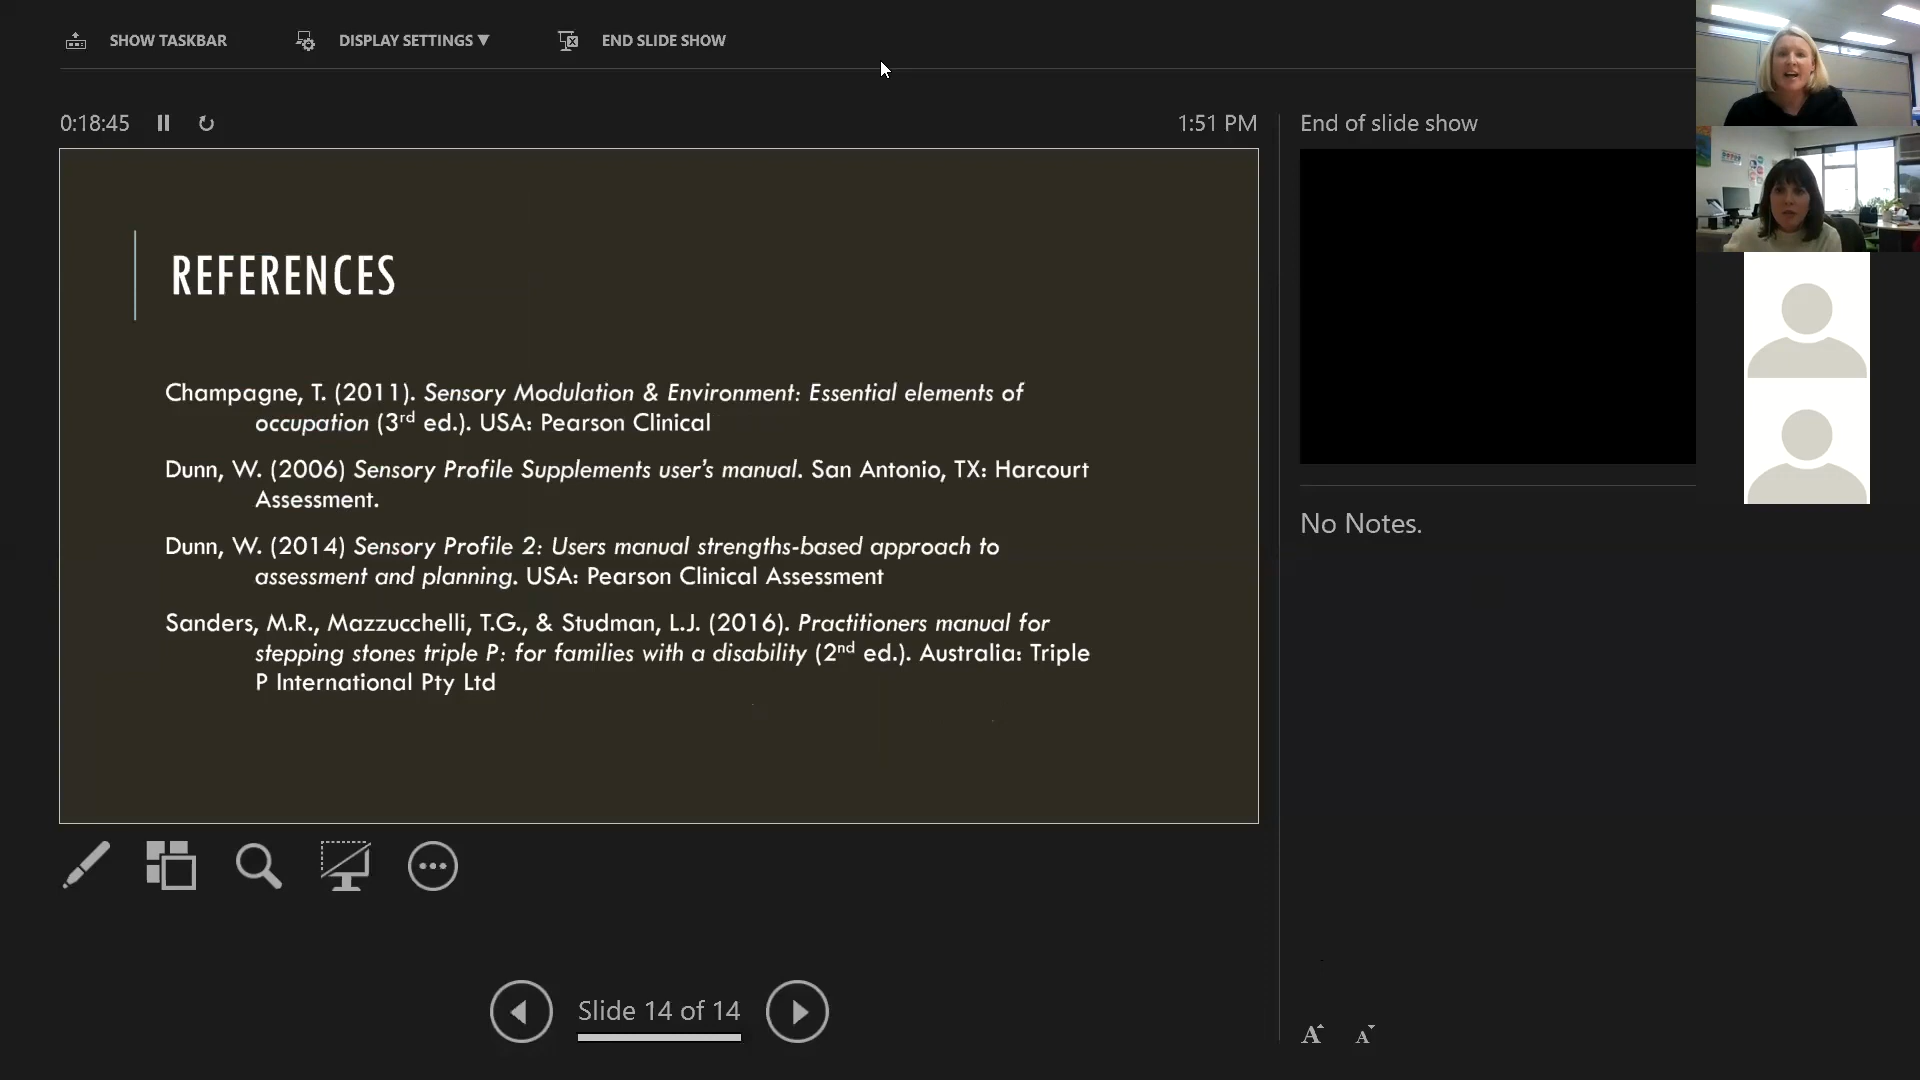 SHOW TASKBAR
DISPLAY SETTINGS ▼
END SLIDE SHOW
0:18:45
1:51 PM
End of slide show
REFERENCES
Champagne, T. (2011). Sensory Modulation & Environment: Essential elements of
occupation (3rd ed.). USA: Pearson Clinical
Dunn, W. (2006) Sensory Profile Supplements user's manual. San Antonio, TX: Harcourt
Assessment.
Dunn, W. (2014) Sensory Profile 2: Users manual strengths-based approach to
assessment and planning. USA: Pearson Clinical Assessment
Sanders, M.R., Mazzucchelli, T.G., & Studman, L.J. (2016). Practitioners manual for
stepping stones triple P: for families with a disability (2nd ed.). Australia: Triple
P International Pty Ltd
No Notes.
Slide 14 of 14
A A